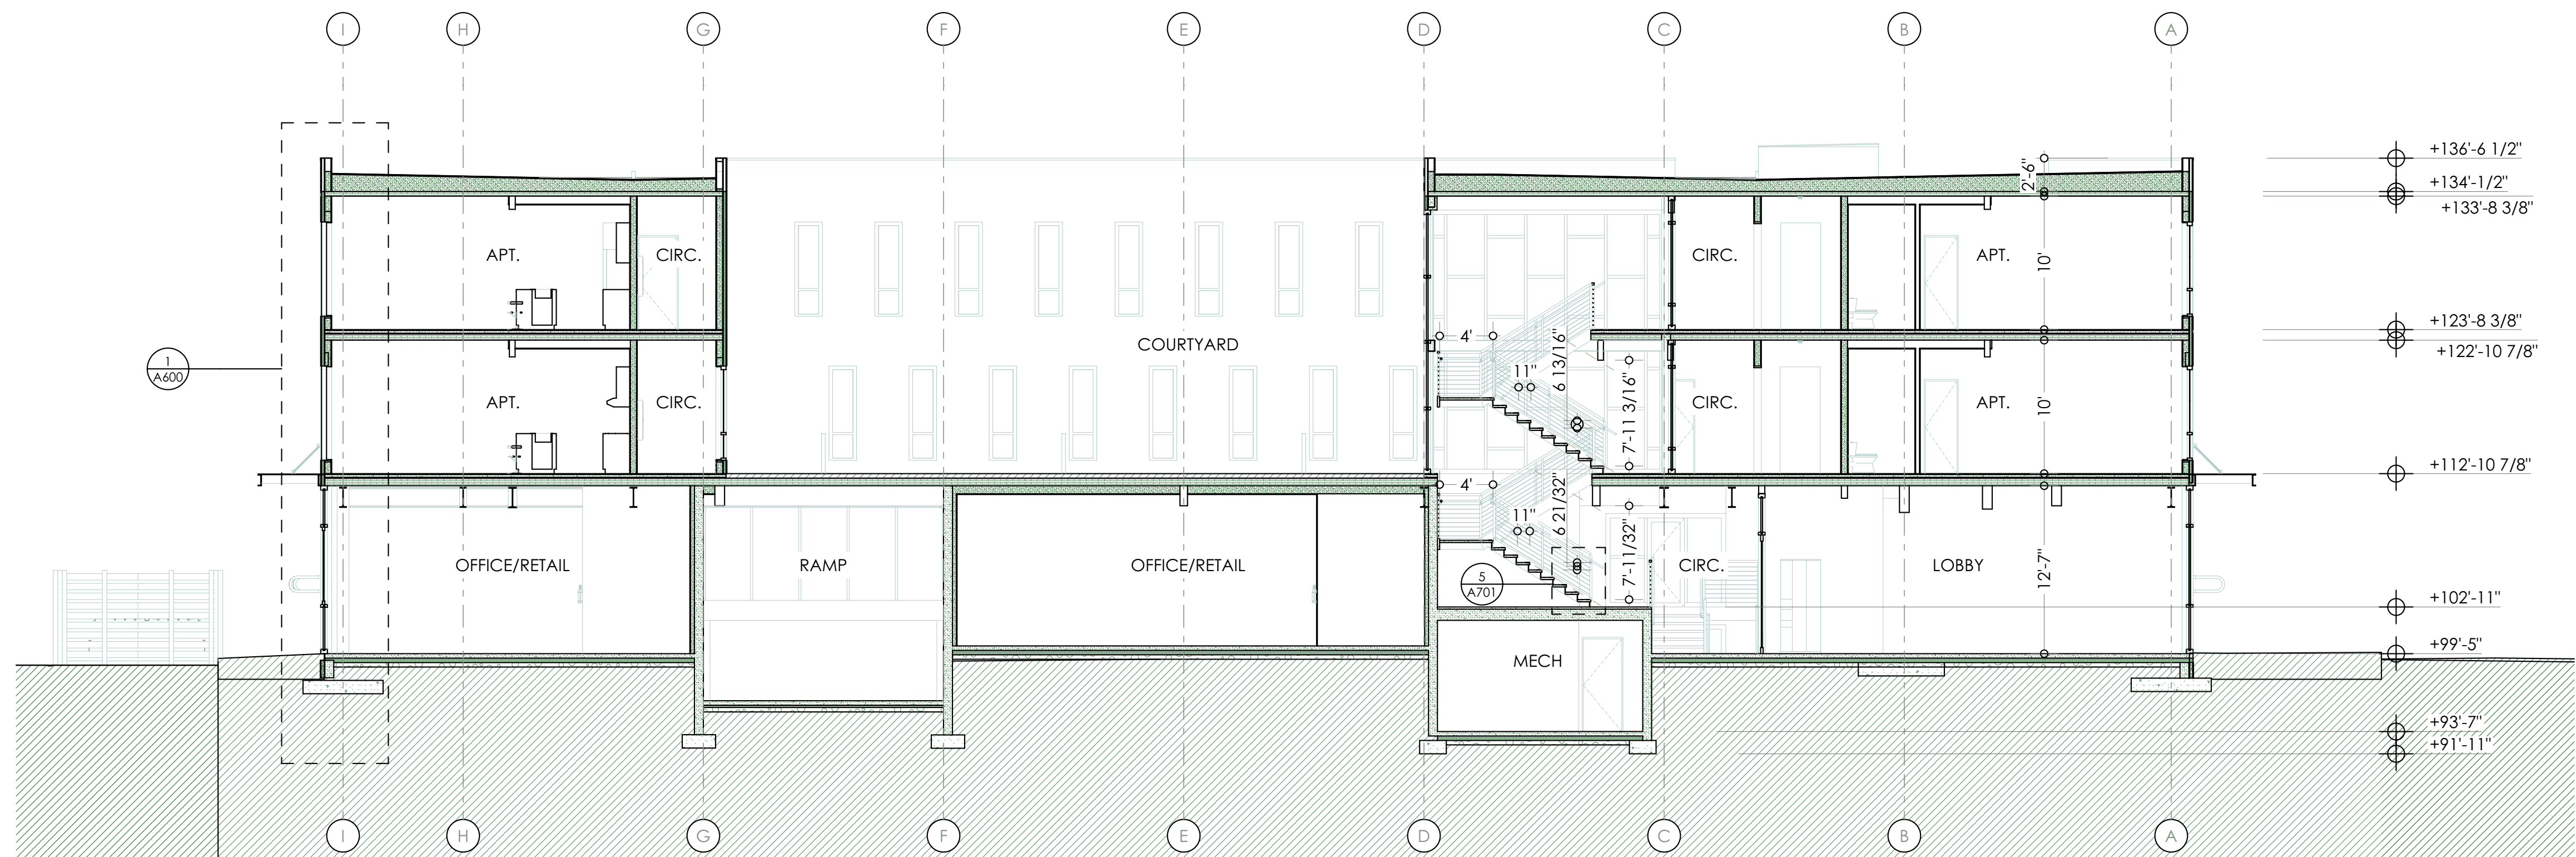 I H G F E D C B A
+136'-6 1/2"
2'-6"
+134'-1/2"
+133'-8 3/8"
APT. CIRC. CIRC. APT. 10'
+123'-8 3/8"
4'
COURTYARD
+122'-10 7/8"
1
A600
11" 6 13/16"
7'-11 3/16"
APT. CIRC. CIRC. APT. 10'
+112'-10 7/8"
4'
11" 6 21/32"
7'-11/32"
OFFICE/RETAIL RAMP OFFICE/RETAIL CIRC. LOBBY 12'-7"
5
A701
+102'-11"
+99'-5"
MECH
+93'-7"
+91'-11"
I H G F E D C B A